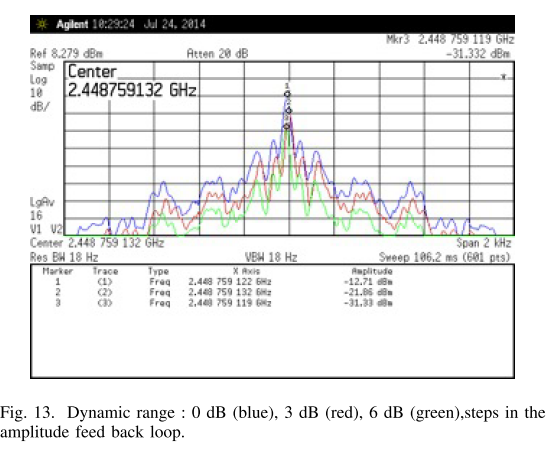 Agilent 10:29:24 Jul 24, 2014
Mkr3 2.448 759 119 GHz
Ref 8.279 dBm Atten 20 dB -31.332 dBm
Samp
Log
10
dB/
Center
2.448759132 GHz
1
2
3
LgAv
16
V1 V2
Center 2.448 759 132 GHz Span 2 kHz
Res BW 18 Hz VBW 18 Hz Sweep 106.2 ms (601 pts)
Marker Trace Type X Axis Amplitude
1 (1) Freq 2.448 759 122 GHz -12.71 dBm
2 (2) Freq 2.448 759 132 GHz -21.86 dBm
3 (3) Freq 2.448 759 119 GHz -31.33 dBm
Fig. 13. Dynamic range : 0 dB (blue), 3 dB (red), 6 dB (green),steps in the
amplitude feed back loop.